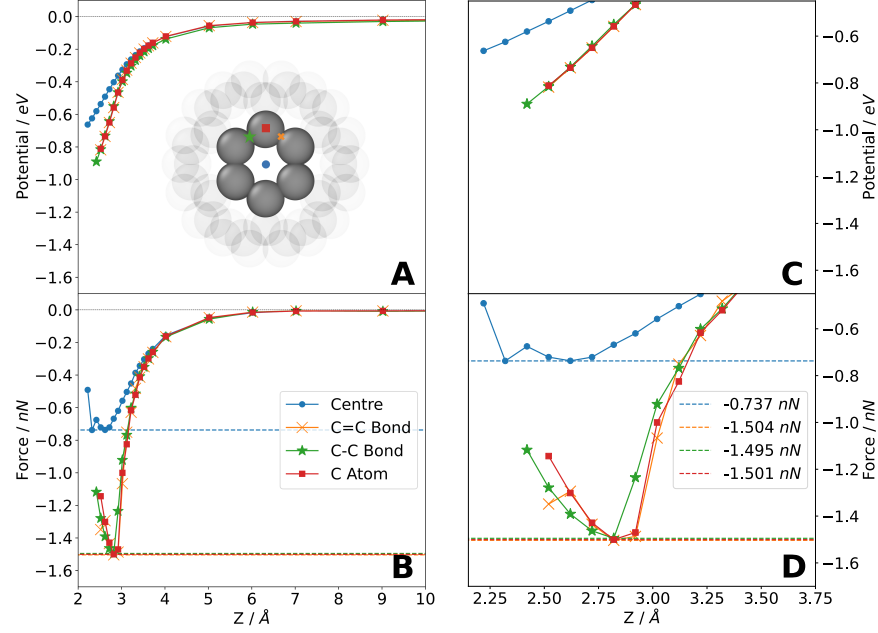 0.0
−0.2
−0.4
−0.6
−0.8
−1.0
−1.2
−1.4
−1.6
Potential / eV
A
−0.6
−0.8
−1.0
−1.2
−1.4
−1.6
Potential / eV
C
0.0
−0.2
−0.4
−0.6
−0.8
−1.0
−1.2
−1.4
−1.6
Force / nN
Centre
C=C Bond
C-C Bond
C Atom
B
2 3 4 5 6 7 8 9 10
Z / Å
-0.737 nN
-1.504 nN
-1.495 nN
-1.501 nN
−0.6
−0.8
−1.0
−1.2
−1.4
−1.6
Force / nN
D
2.25 2.50 2.75 3.00 3.25 3.50 3.75
Z / Å